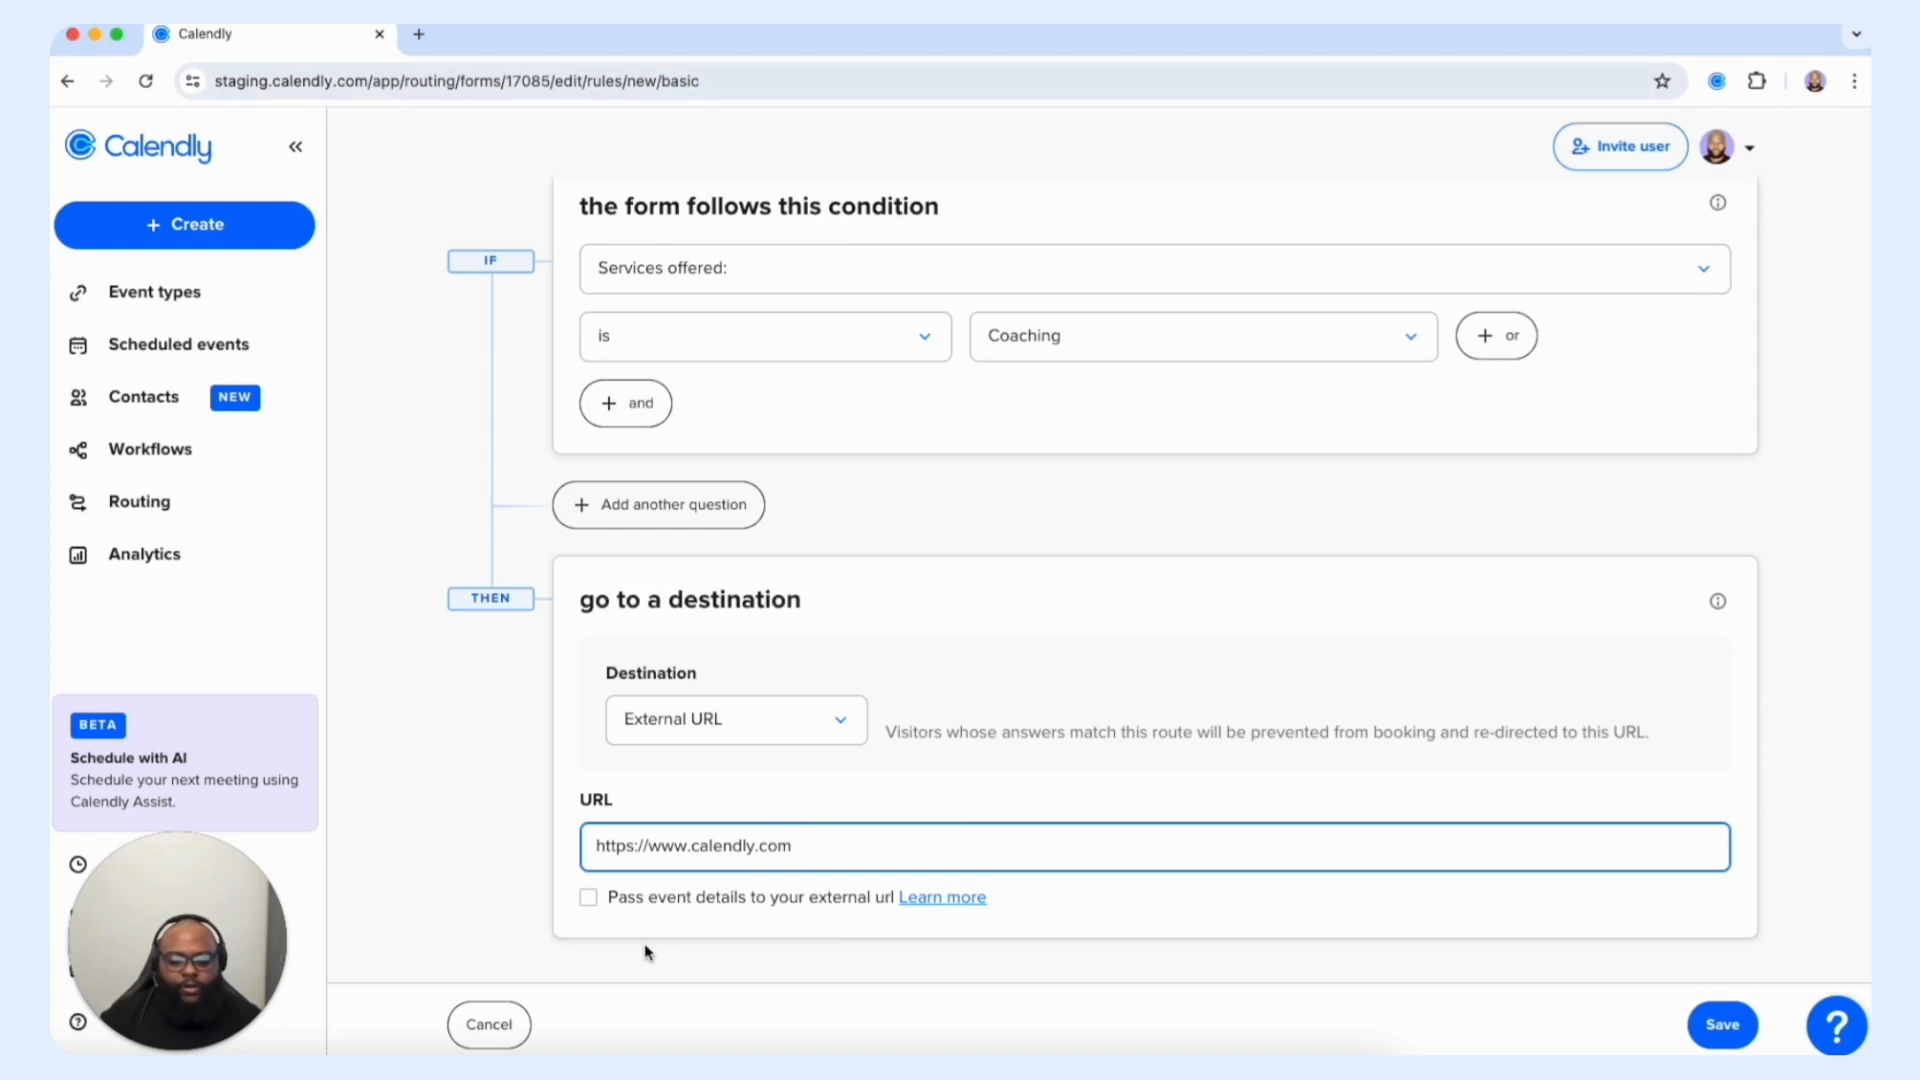 Calendly
staging.calendly.com/app/routing/forms/17085/edit/rules/new/basic
Calendly
Invite user
+ Create
Event types
Scheduled events
Contacts NEW
Workflows
Routing
Analytics
BETA
Schedule with AI
Schedule your next meeting using
Calendly Assist.
the form follows this condition
IF
Services offered:
is
Coaching
+ or
+ and
+ Add another question
THEN
go to a destination
Destination
External URL
Visitors whose answers match this route will be prevented from booking and re-directed to this URL.
URL
https://www.calendly.com
Pass event details to your external url Learn more
Cancel
Save
?